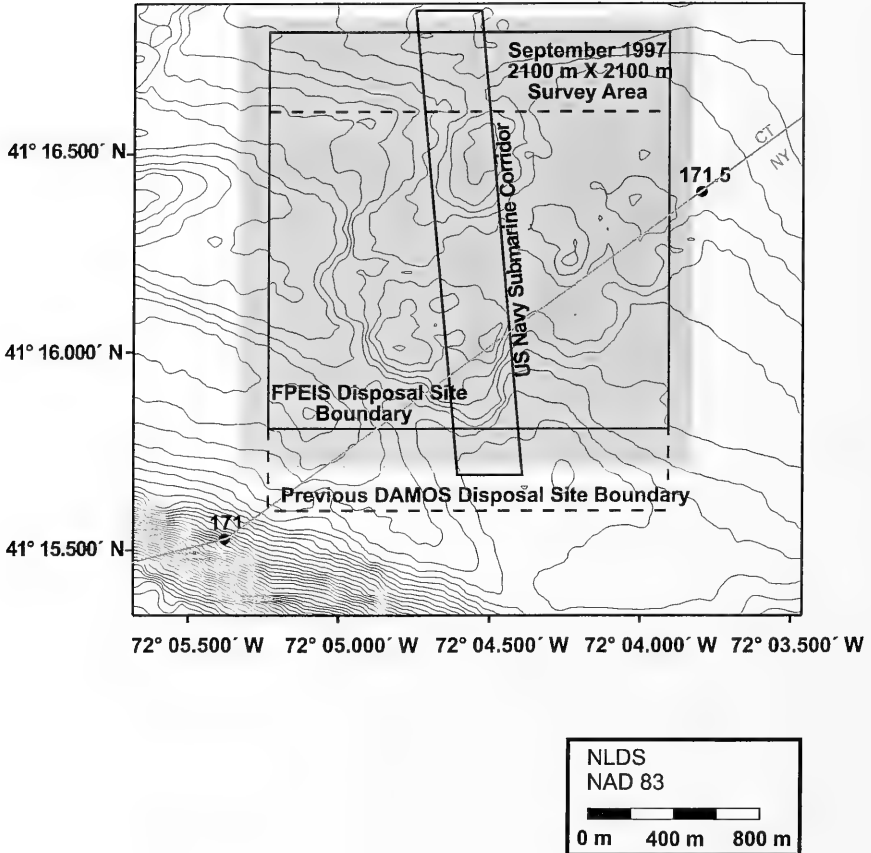 September 1997
2100 m X 2100 m
Survey Area
41° 16.500´ N
CT
NY
171.5
US Navy Submarine Corridor
41° 16.000´ N
FPEIS Disposal Site
Boundary
Previous DAMOS Disposal Site Boundary
171
41° 15.500´ N
72° 05.500´ W 72° 05.000´ W 72° 04.500´ W 72° 04.000´ W 72° 03.500´ W
NLDS
NAD 83
0 m 400 m 800 m